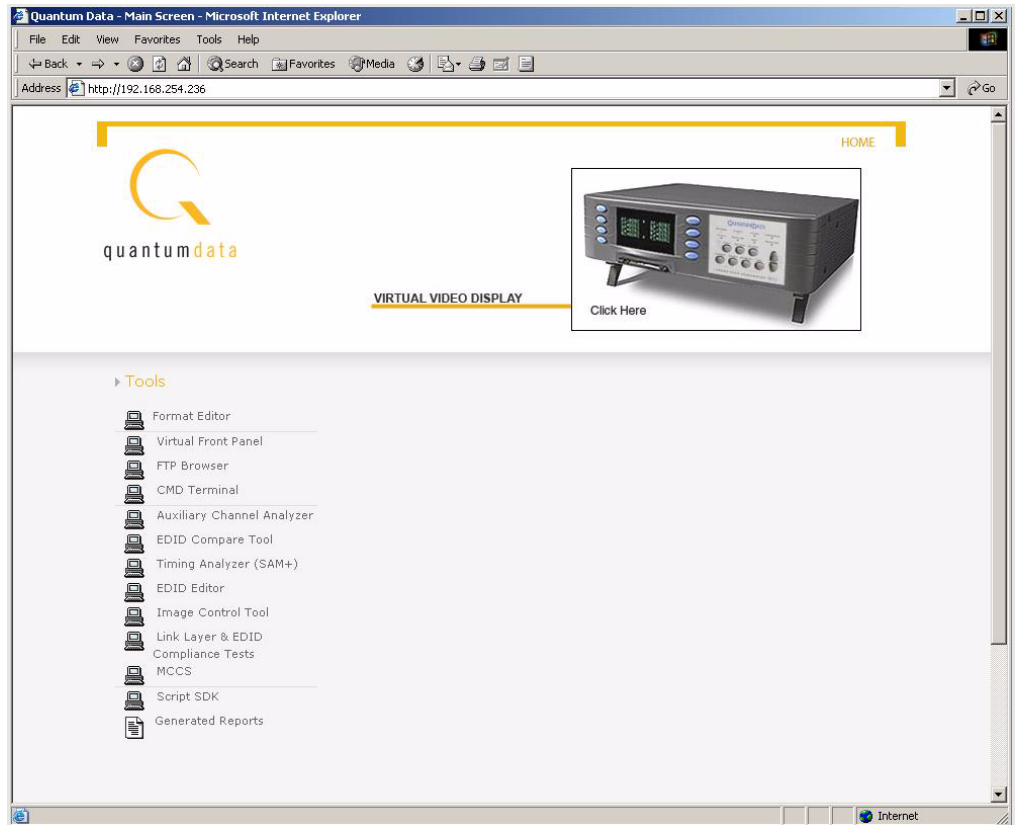 Quantum Data - Main Screen - Microsoft Internet Explorer
File Edit View Favorites Tools Help
Back Search Favorites Media
Address http://192.168.254.236 Go
HOME
quantumdata
VIRTUAL VIDEO DISPLAY
Click Here
Tools
Format Editor
Virtual Front Panel
FTP Browser
CMD Terminal
Auxiliary Channel Analyzer
EDID Compare Tool
Timing Analyzer (SAM+)
EDID Editor
Image Control Tool
Link Layer & EDID
Compliance Tests
MCCS
Script SDK
Generated Reports
Internet